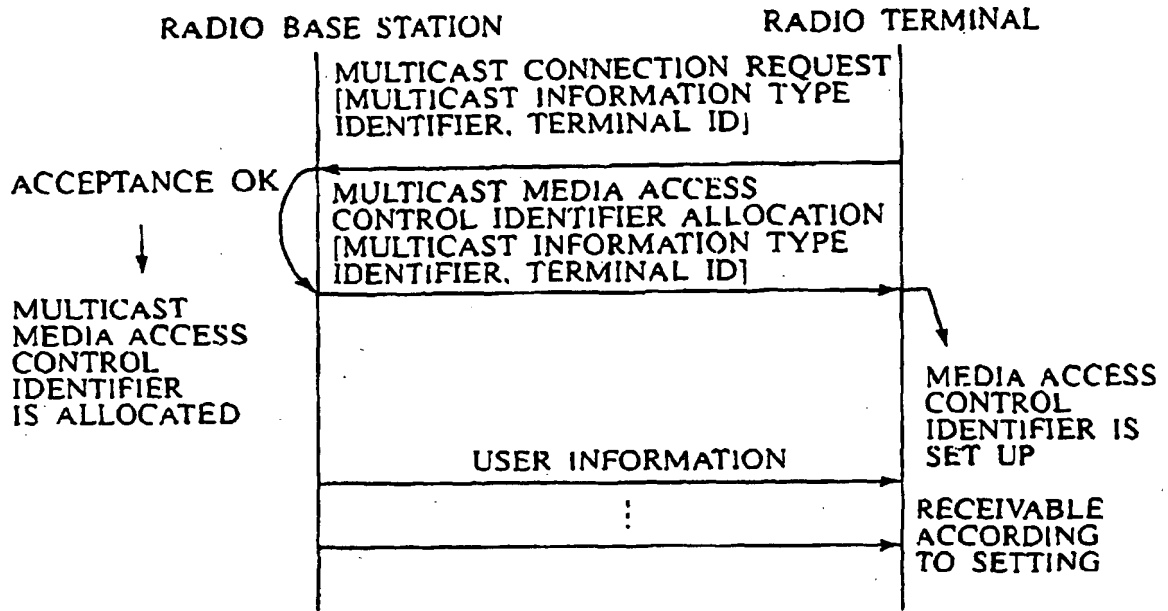 RADIO BASE STATION
RADIO TERMINAL
MULTICAST CONNECTION REQUEST
[MULTICAST INFORMATION TYPE
IDENTIFIER, TERMINAL ID]
ACCEPTANCE OK
MULTICAST MEDIA ACCESS
CONTROL IDENTIFIER ALLOCATION
[MULTICAST INFORMATION TYPE
IDENTIFIER, TERMINAL ID]
MULTICAST
MEDIA ACCESS
CONTROL
IDENTIFIER
IS ALLOCATED
MEDIA ACCESS
CONTROL
IDENTIFIER IS
SET UP
USER INFORMATION
RECEIVABLE
ACCORDING
TO SETTING